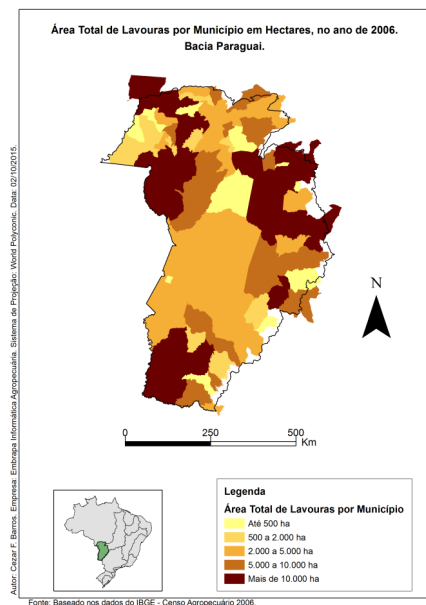 Área Total de Lavouras por Município em Hectares, no ano de 2006.
Bacia Paraguai.
Autor: Cezar F. Barros. Empresa: Embrapa Informática Agropecuária. Sistema de Projeção: World Polyconic. Data: 02/10/2015.
N
0 250 500
Km
Legenda
Área Total de Lavouras por Município
Até 500 ha
500 a 2.000 ha
2.000 a 5.000 ha
5.000 a 10.000 ha
Mais de 10.000 ha
Fonte: Baseado nos dados do IBGE - Censo Agropecuário 2006.